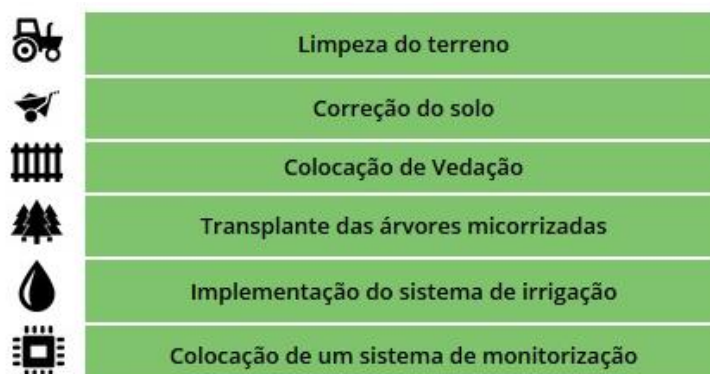 Limpeza do terreno
Correção do solo
Colocação de Vedação
Transplante das árvores micorrizadas
Implementação do sistema de irrigação
Colocação de um sistema de monitorização